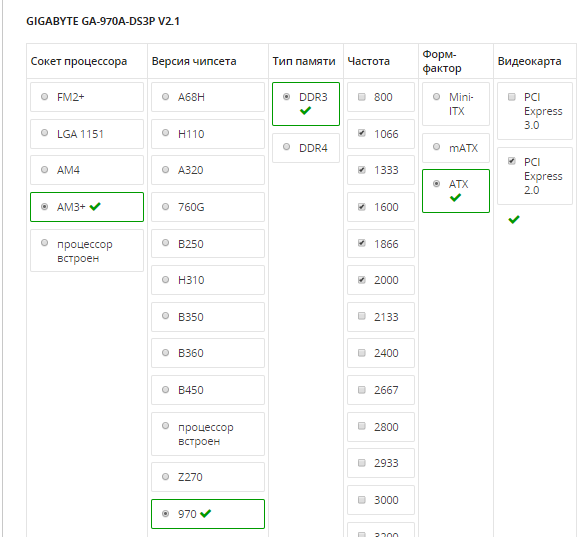 GIGABYTE GA-970A-DS3P V2.1
Сокет процессора
FM2+
LGA 1151
AM4
AM3+
процессор
встроен
Версия чипсета
A68H
H110
A320
760G
B250
H310
B350
B360
B450
процессор
встроен
Z270
970
Тип памяти
DDR3
DDR4
Частота
800
1066
1333
1600
1866
2000
2133
2400
2667
2800
2933
3000
3200
Форм-
фактор
Mini-
ITX
mATX
ATX
Видеокарта
PCI
Express
3.0
PCI
Express
2.0